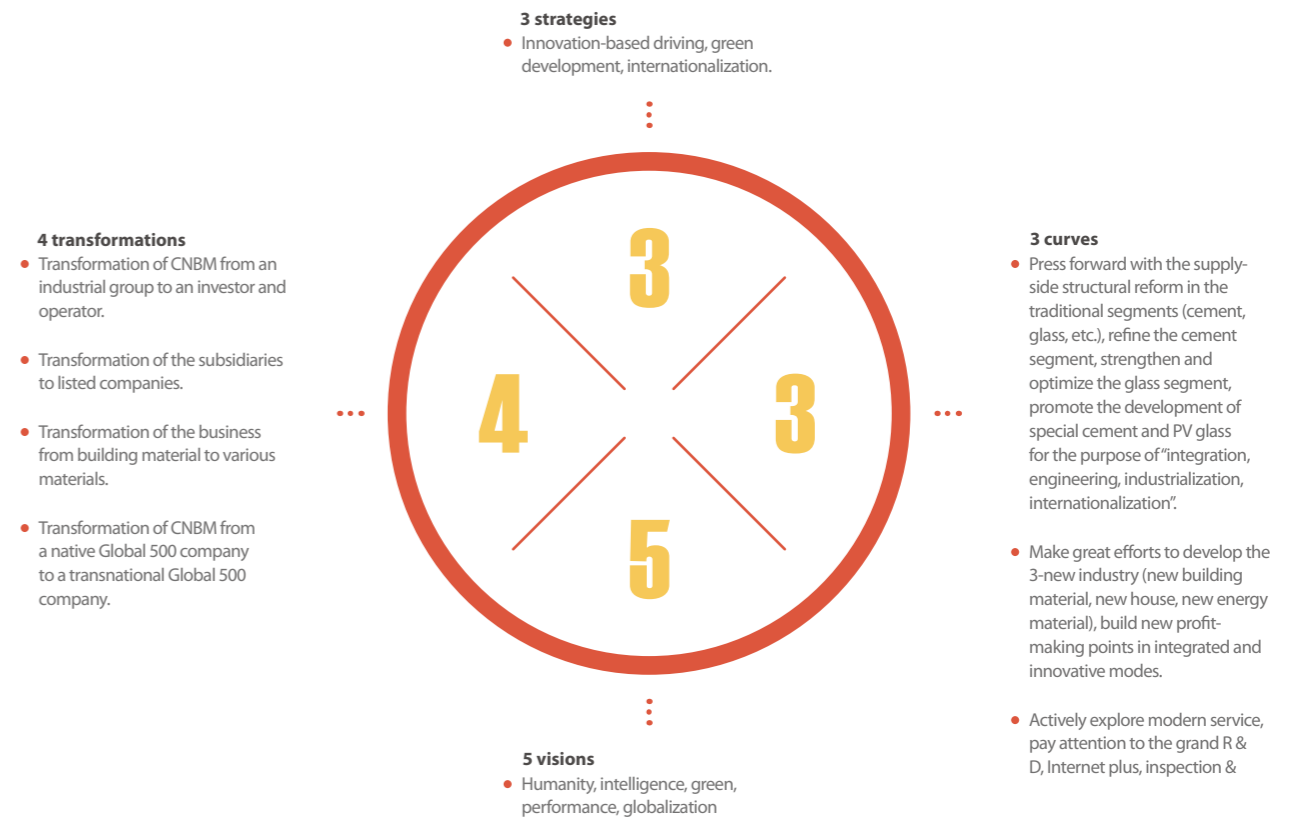 3 strategies
Innovation-based driving, green
development, internationalization.
4 transformations
Transformation of CNBM from an
industrial group to an investor and
operator.
Transformation of the subsidiaries
to listed companies.
Transformation of the business
from building material to various
materials.
Transformation of CNBM from
a native Global 500 company
to a transnational Global 500
company.
3
4
3
5
3 curves
Press forward with the supply-
side structural reform in the
traditional segments (cement,
glass, etc.), refine the cement
segment, strengthen and
optimize the glass segment,
promote the development of
special cement and PV glass
for the purpose of "integration,
engineering, industrialization,
internationalization".
Make great efforts to develop the
3-new industry (new building
material, new house, new energy
material), build new profit-
making points in integrated and
innovative modes.
Actively explore modern service,
pay attention to the grand R &
D, Internet plus, inspection &
5 visions
Humanity, intelligence, green,
performance, globalization